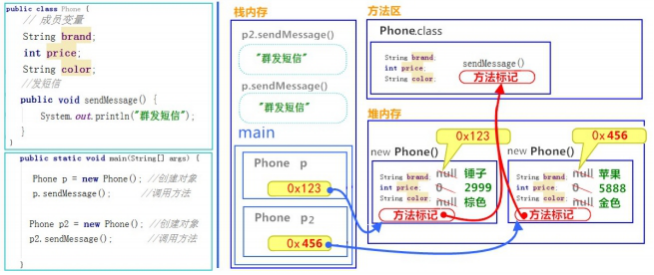 public class Phone {
// 成员变量
String brand;
int price;
String color;
//发短信
public void sendMessage() {
System.out.println("群发短信");
}
}
public static void main(String[] args) {
Phone p = new Phone(); //创建对象
p.sendMessage(); //调用方法
Phone p2 = new Phone(); //创建对象
p2.sendMessage(); //调用方法
}
栈内存
p2.sendMessage()
"群发短信"
p.sendMessage()
"群发短信"
main
Phone p
0x123
Phone p2
0x456
方法区
Phone.class
String brand;
int price;
String color;
sendMessage()
方法标记
堆内存
0x123
new Phone()
String brand; null 锤子
int price; 0 2999
String color; null 棕色
方法标记
0x456
new Phone()
String brand; null 苹果
int price; 0 5888
String color; null 金色
方法标记